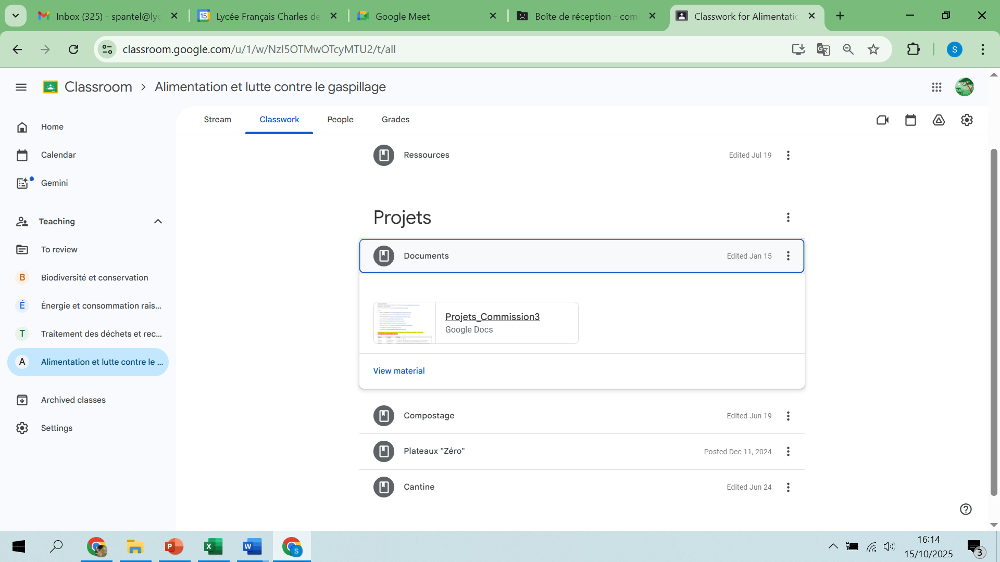 Inbox (325) - spantel@lyc
Lycée Français Charles de
Google Meet
Boîte de réception - com
Classwork for Alimentatio
classroom.google.com/u/1/w/NzI5OTMwOTcyMTU2/t/all
S
Classroom > Alimentation et lutte contre le gaspillage
Stream
Classwork
People
Grades
Home
Calendar
Gemini
Teaching
To review
B Biodiversité et conservation
É Énergie et consommation rais...
T Traitement des déchets et rec...
A Alimentation et lutte contre le ...
Archived classes
Settings
Ressources
Edited Jul 19
Projets
Documents
Edited Jan 15
Projets_Commission3
Google Docs
View material
Compostage
Edited Jun 19
Plateaux "Zéro"
Posted Dec 11, 2024
Cantine
Edited Jun 24
16:14
15/10/2025
3